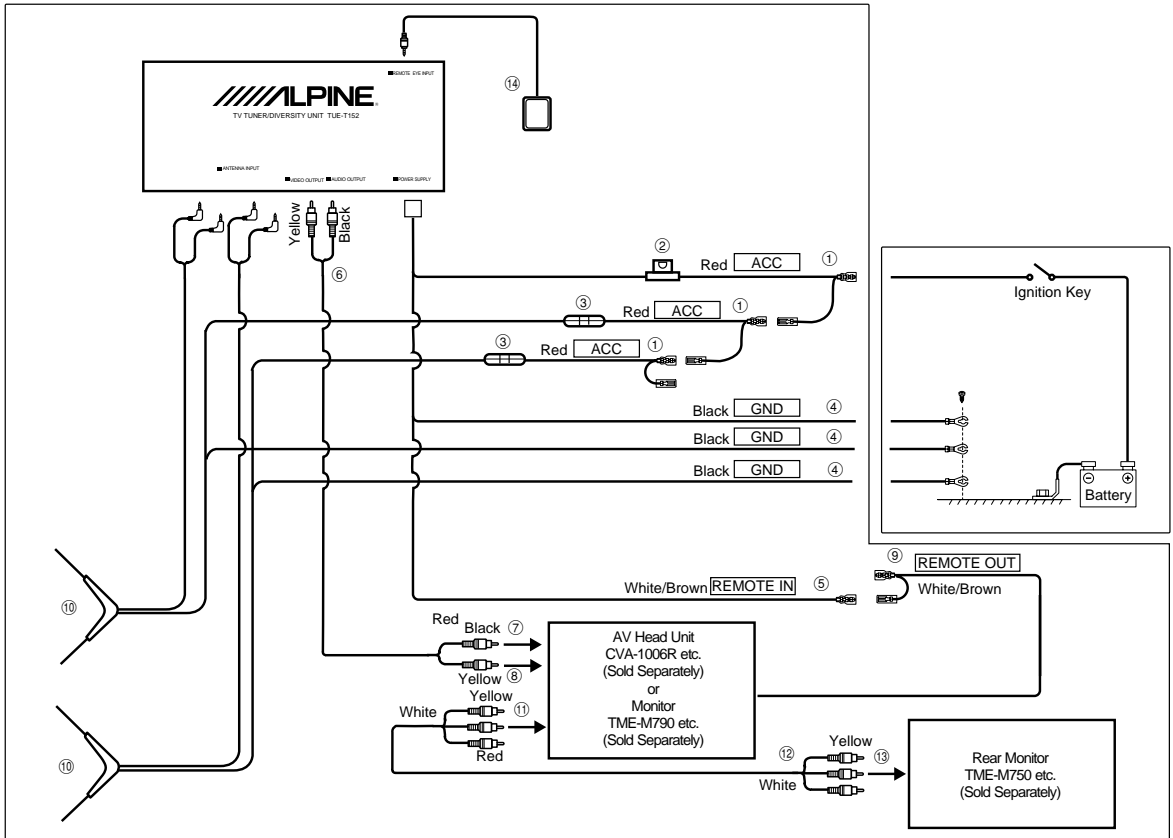 REMOTE EYE INPUT
⑭
ALPINE®
TV TUNER/DIVERSITY UNIT TUE-T152
ANTENNA INPUT
VIDEO OUTPUT AUDIO OUTPUT POWER SUPPLY
Yellow
Black
⑥
②
Red ACC ①
Ignition Key
③
Red ACC ①
③
Red ACC ①
Black GND ④
Black GND ④
Black GND ④
⊖ ⊕
Battery
⑨ REMOTE OUT
White/Brown
White/Brown REMOTE IN ⑤
⑩
Red
Black ⑦
Yellow ⑧
AV Head Unit
CVA-1006R etc.
(Sold Separately)
or
Monitor
TME-M790 etc.
(Sold Separately)
Yellow
White ⑪
Red
⑩
⑫ Yellow ⑬
White
Rear Monitor
TME-M750 etc.
(Sold Separately)